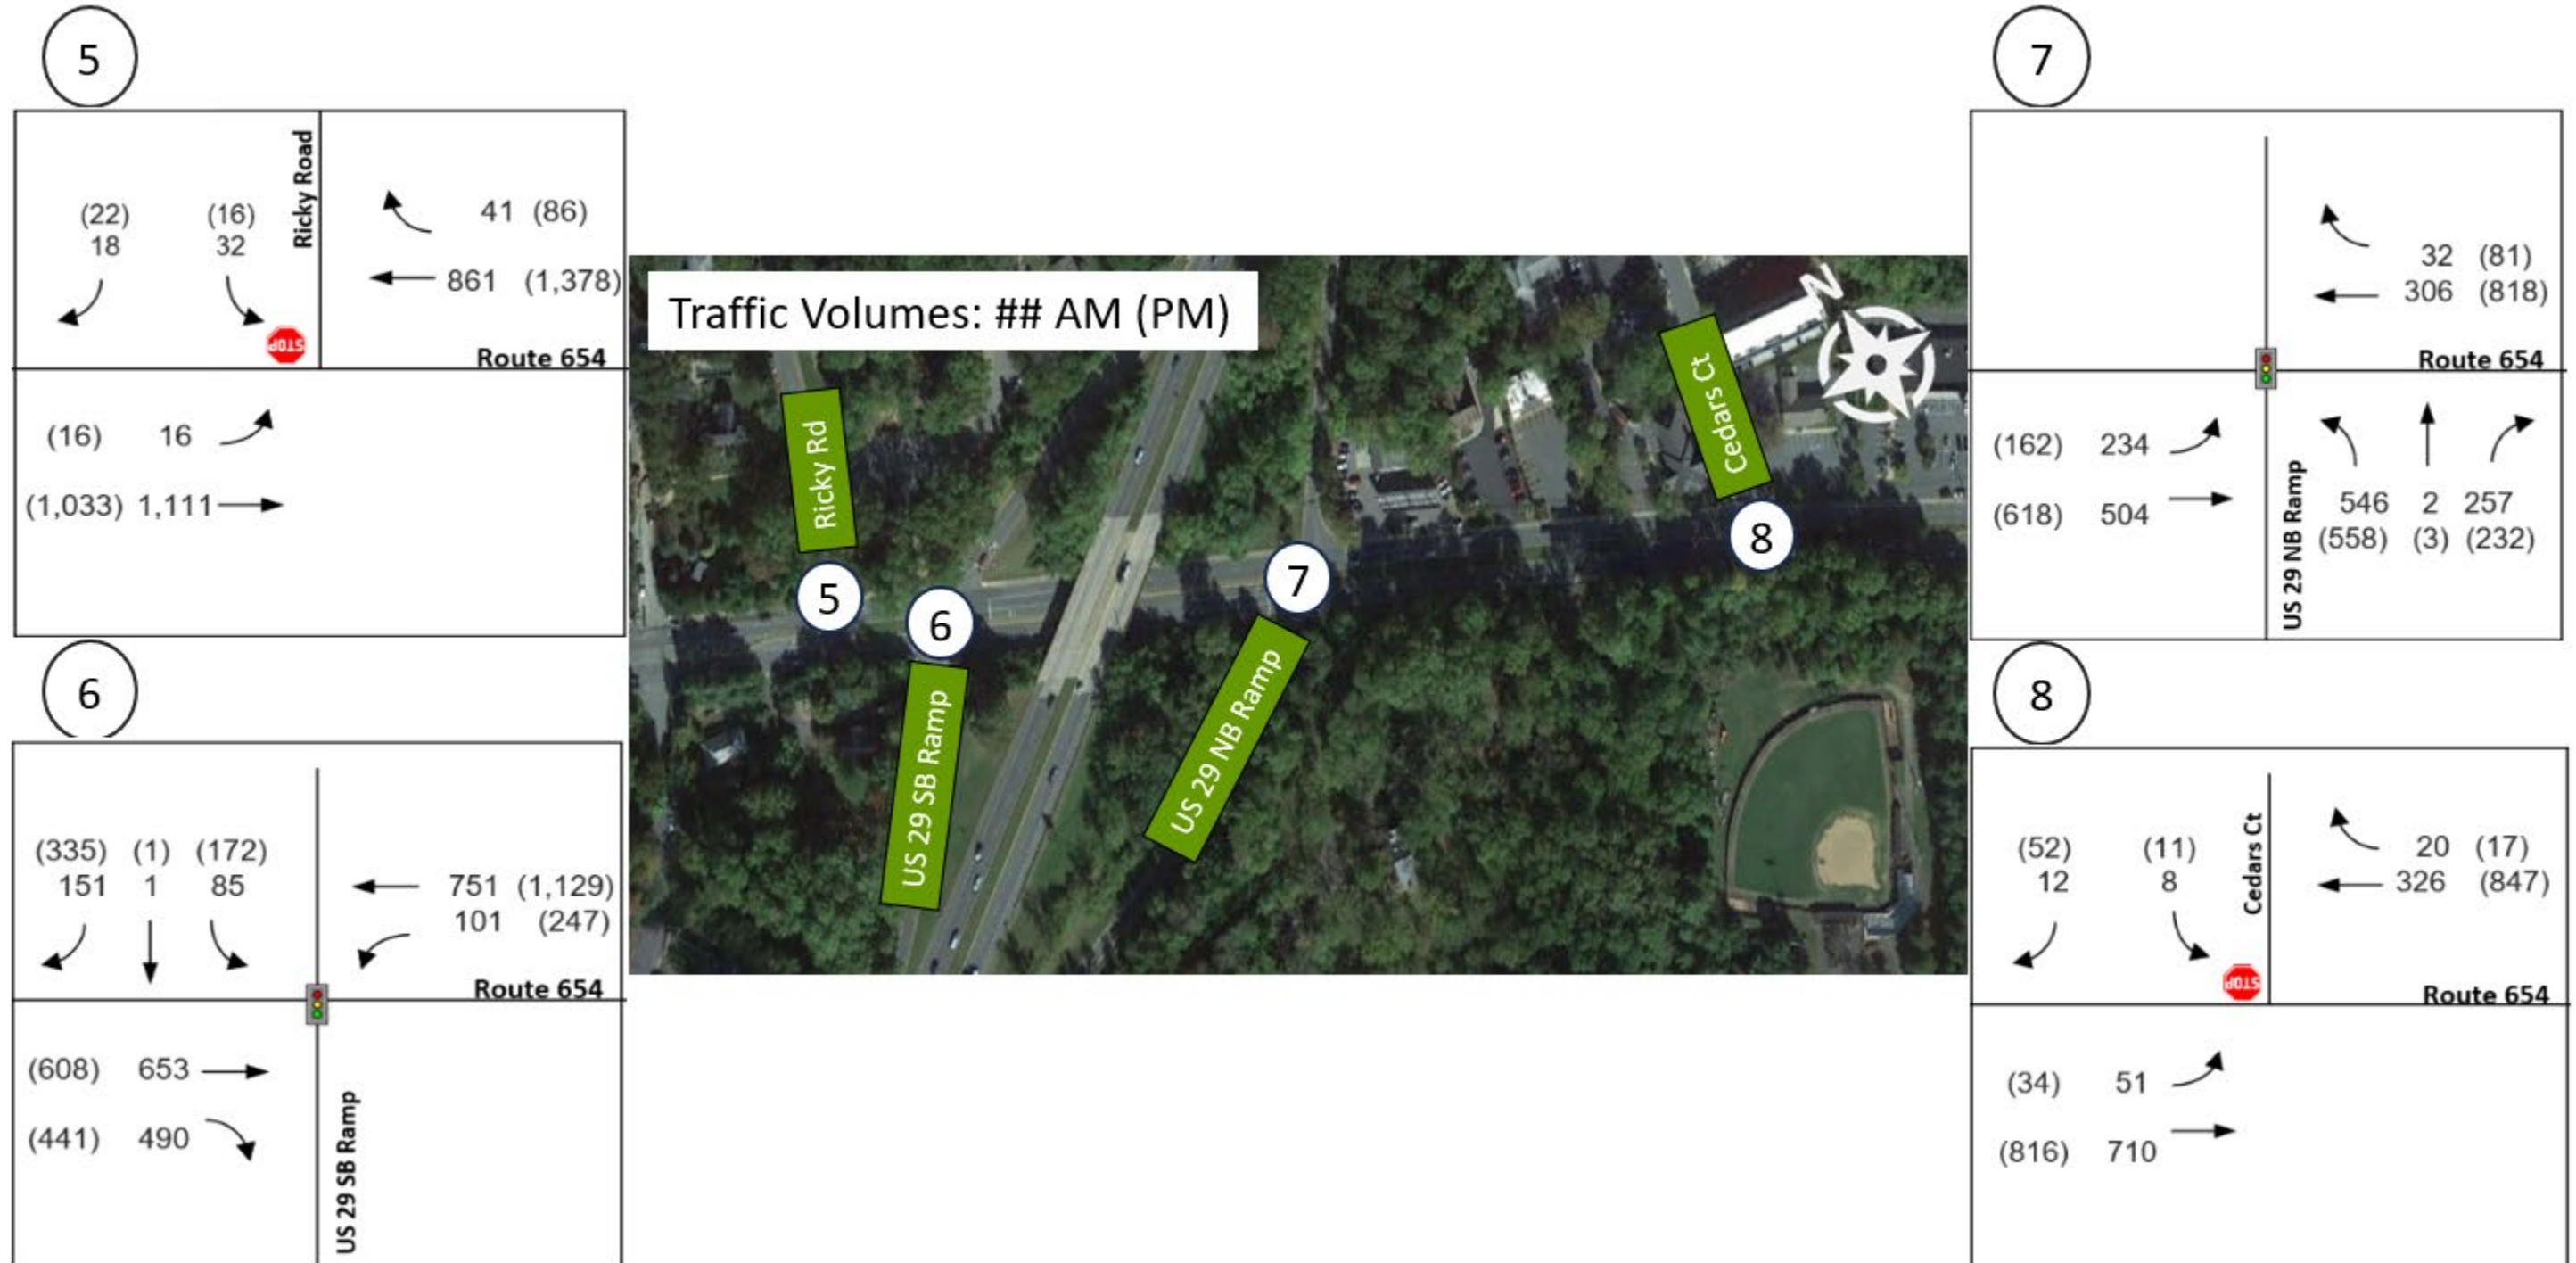 5
Ricky Road
(22) (16)
18 32
41 (86)
861 (1,378)
STOP
Route 654
(16) 16
(1,033) 1,111
6
(335) (1) (172)
151 1 85
751 (1,129)
101 (247)
Route 654
(608) 653
(441) 490
US 29 SB Ramp
Traffic Volumes: ## AM (PM)
N
Ricky Rd
Cedars Ct
5
6
7
8
US 29 SB Ramp
US 29 NB Ramp
7
32 (81)
306 (818)
Route 654
(162) 234
(618) 504
US 29 NB Ramp
546 2 257
(558) (3) (232)
8
Cedars Ct
(52) (11)
12 8
20 (17)
326 (847)
STOP
Route 654
(34) 51
(816) 710